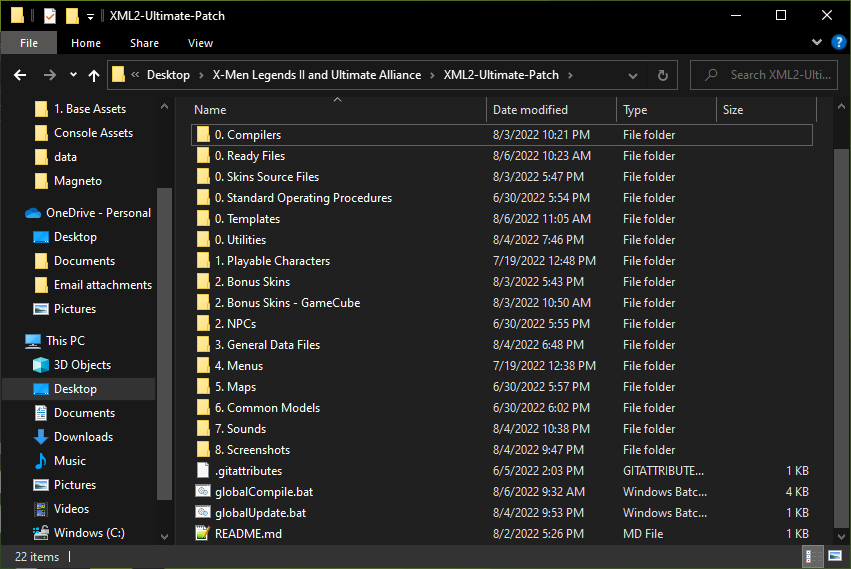 XML2-Ultimate-Patch
File Home Share View
?
« Desktop > X-Men Legends II and Ultimate Alliance > XML2-Ultimate-Patch > Search XML2-Ulti...
1. Base Assets
Console Assets
data
Magneto
OneDrive - Personal
Desktop
Documents
Email attachments
Pictures
This PC
3D Objects
Desktop
Documents
Downloads
Music
Pictures
Videos
Windows (C:)
Name Date modified Type Size
0. Compilers 8/3/2022 10:21 PM File folder
0. Ready Files 8/6/2022 10:23 AM File folder
0. Skins Source Files 8/3/2022 5:47 PM File folder
0. Standard Operating Procedures 6/30/2022 5:54 PM File folder
0. Templates 8/6/2022 11:05 AM File folder
0. Utilities 8/4/2022 7:46 PM File folder
1. Playable Characters 7/19/2022 12:48 PM File folder
2. Bonus Skins 8/3/2022 5:43 PM File folder
2. Bonus Skins - GameCube 8/3/2022 10:50 AM File folder
2. NPCs 6/30/2022 5:55 PM File folder
3. General Data Files 8/4/2022 6:48 PM File folder
4. Menus 7/19/2022 12:38 PM File folder
5. Maps 6/30/2022 5:57 PM File folder
6. Common Models 6/30/2022 6:02 PM File folder
7. Sounds 8/4/2022 10:38 PM File folder
8. Screenshots 8/4/2022 9:47 PM File folder
.gitattributes 6/5/2022 2:03 PM GITATTRIBUTE... 1 KB
globalCompile.bat 8/6/2022 9:32 AM Windows Batc... 4 KB
globalUpdate.bat 8/4/2022 9:53 PM Windows Batc... 1 KB
README.md 8/2/2022 5:26 PM MD File 1 KB
22 items